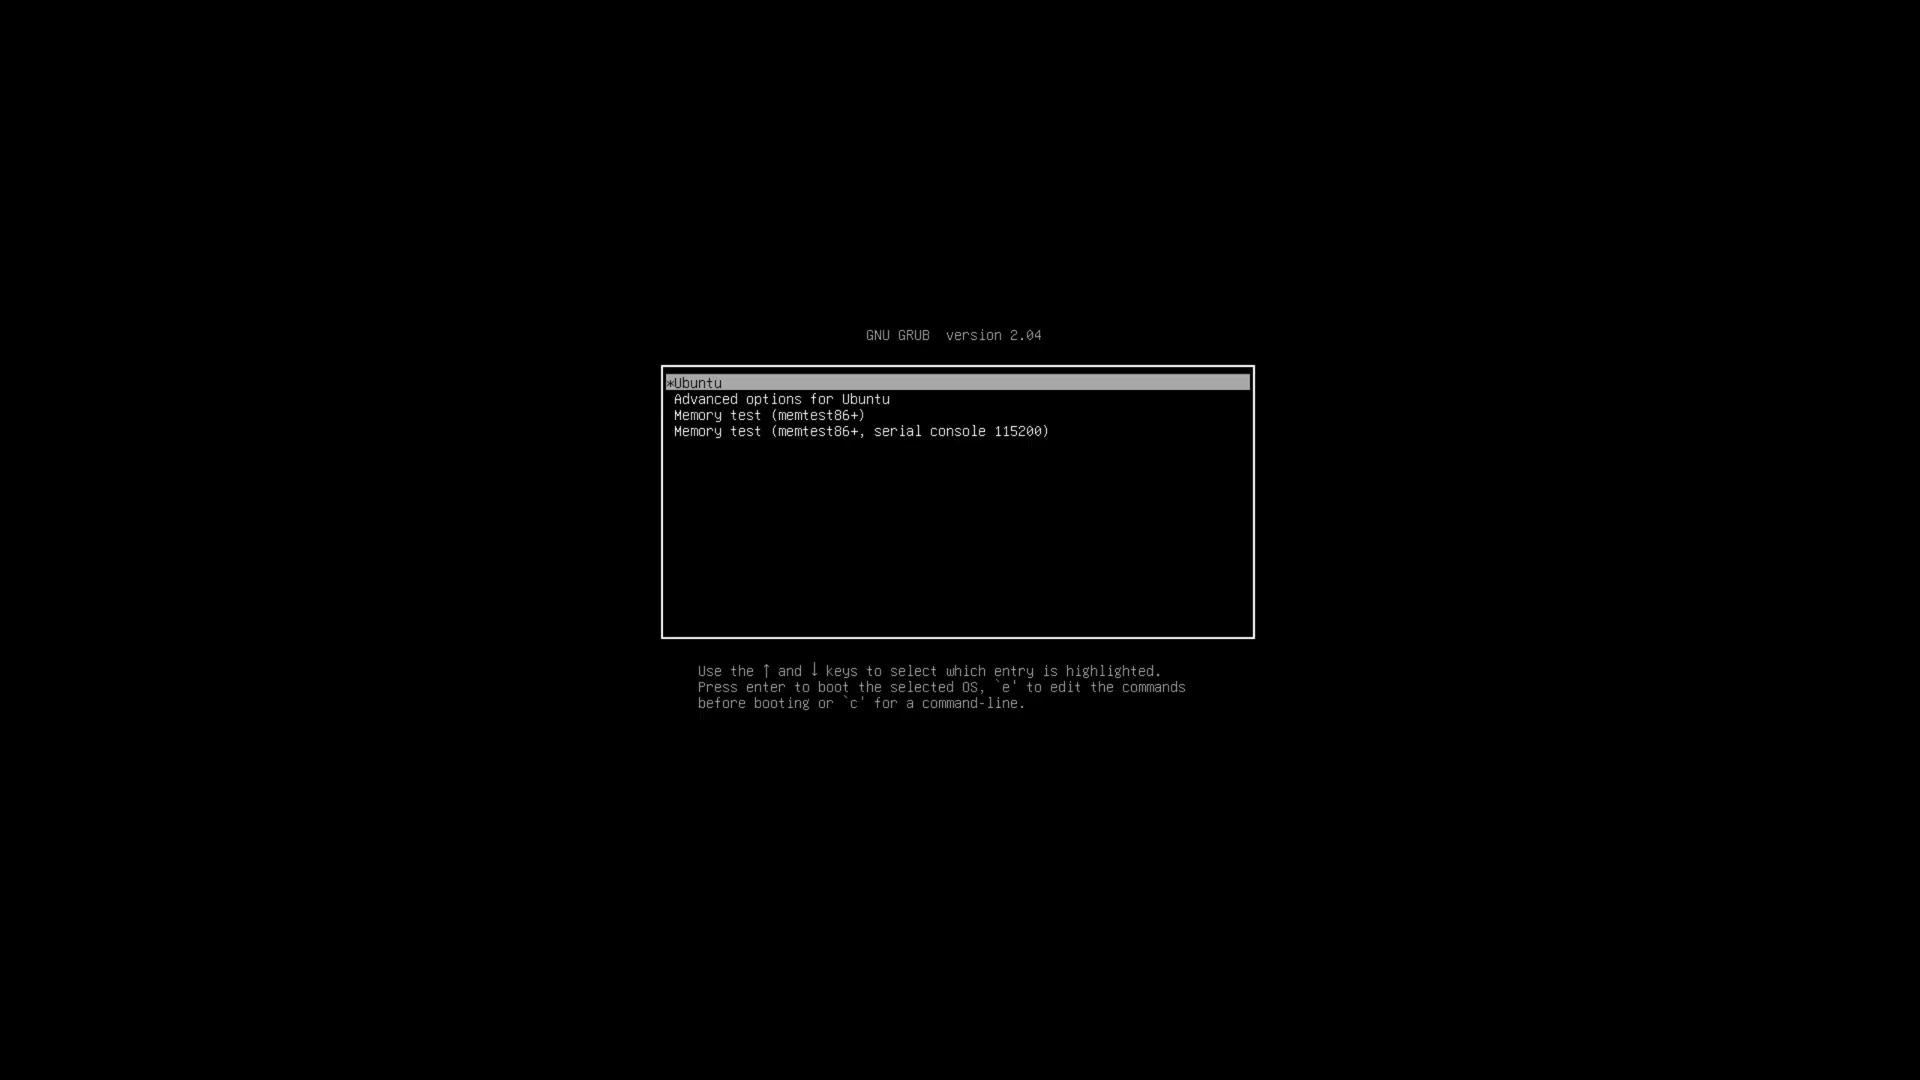 GNU GRUB  version 2.04
*Ubuntu
Advanced options for Ubuntu
Memory test (memtest86+)
Memory test (memtest86+, serial console 115200)
Use the ↑ and ↓ keys to select which entry is highlighted.
Press enter to boot the selected OS, `e' to edit the commands
before booting or `c' for a command-line.